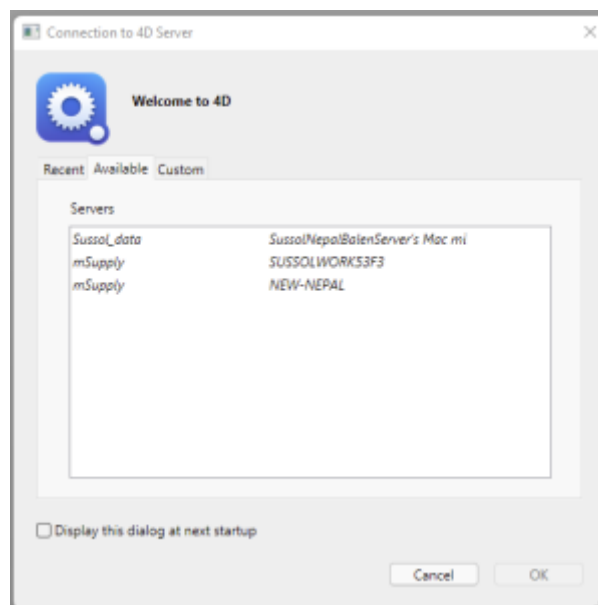 Connection to 4D Server
Welcome to 4D
Recent Available Custom
Servers
Sussol_data SussolNepalBalenServer's Mac mi
mSupply SUSSOLWORK53F3
mSupply NEW-NEPAL
Display this dialog at next startup
Cancel OK